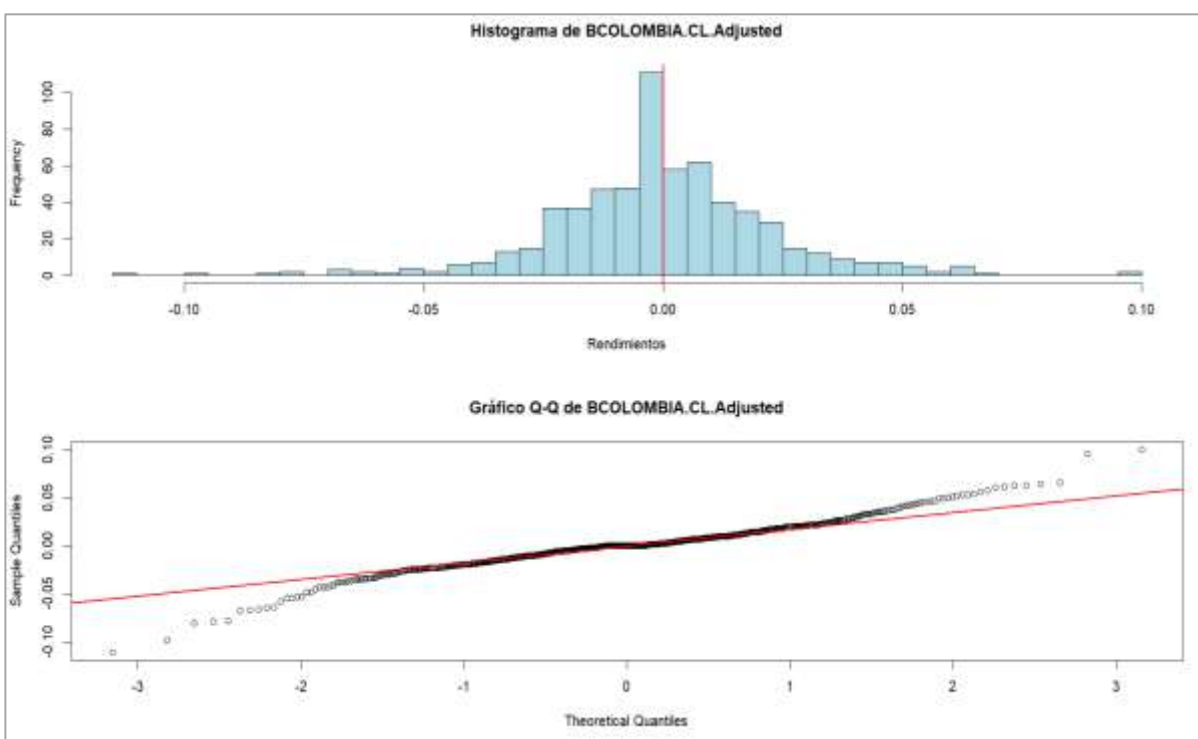 Histograma de BCOLOMBIA.CL.Adjusted
Frequency
100
80
60
40
20
0
-0.10 -0.05 0.00 0.05 0.10
Rendimientos
Gráfico Q-Q de BCOLOMBIA.CL.Adjusted
Sample Quantiles
0.10
0.05
0.00
-0.05
-0.10
-3 -2 -1 0 1 2 3
Theoretical Quantiles